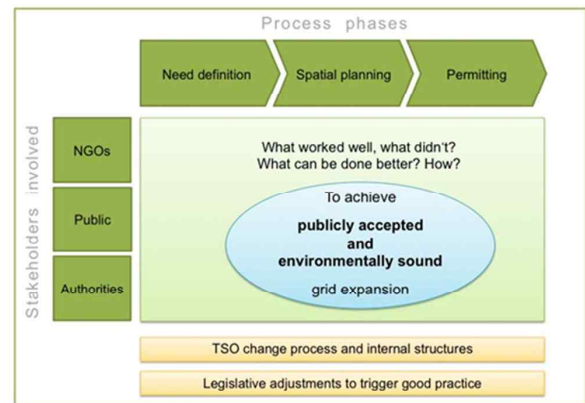 Process phases
Need definition
Spatial planning
Permitting
Stakeholders involved
NGOs
Public
Authorities
What worked well, what didn't?
What can be done better? How?
To achieve
publicly accepted
and
environmentally sound
grid expansion
TSO change process and internal structures
Legislative adjustments to trigger good practice